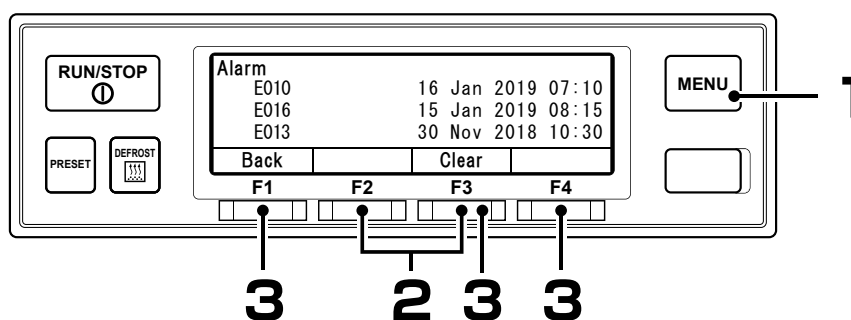 RUN/STOP
PRESET
DEFROST
Alarm
E010 16 Jan 2019 07:10
E016 15 Jan 2019 08:15
E013 30 Nov 2018 10:30
Back Clear
F1 F2 F3 F4
MENU
1
3 2 3 3